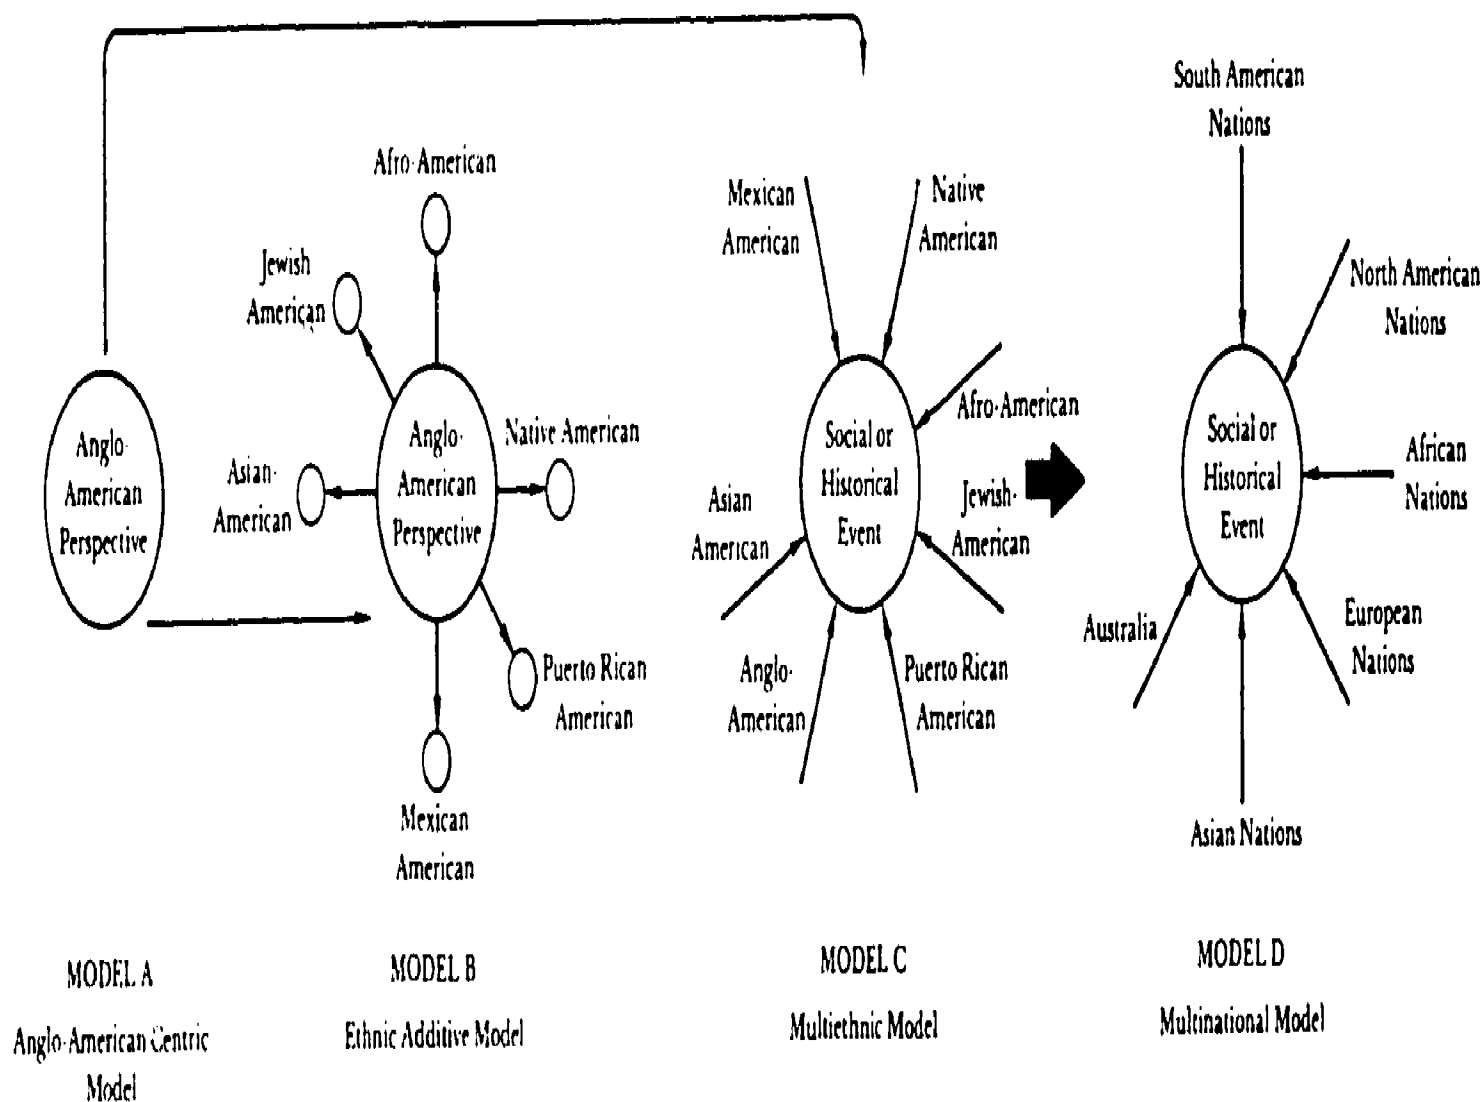 Anglo-
American
Perspective
MODEL A
Anglo-American Centric
Model
Afro-American
Jewish
American
Asian-
American
Anglo-
American
Perspective
Native American
Puerto Rican
American
Mexican
American
MODEL B
Ethnic Additive Model
Mexican
American
Native
American
Afro-American
Social or
Historical
Event
Asian
American
Jewish-
American
Anglo-
American
Puerto Rican
American
MODEL C
Multiethnic Model
South American
Nations
North American
Nations
Social or
Historical
Event
African
Nations
Australia
European
Nations
Asian Nations
MODEL D
Multinational Model